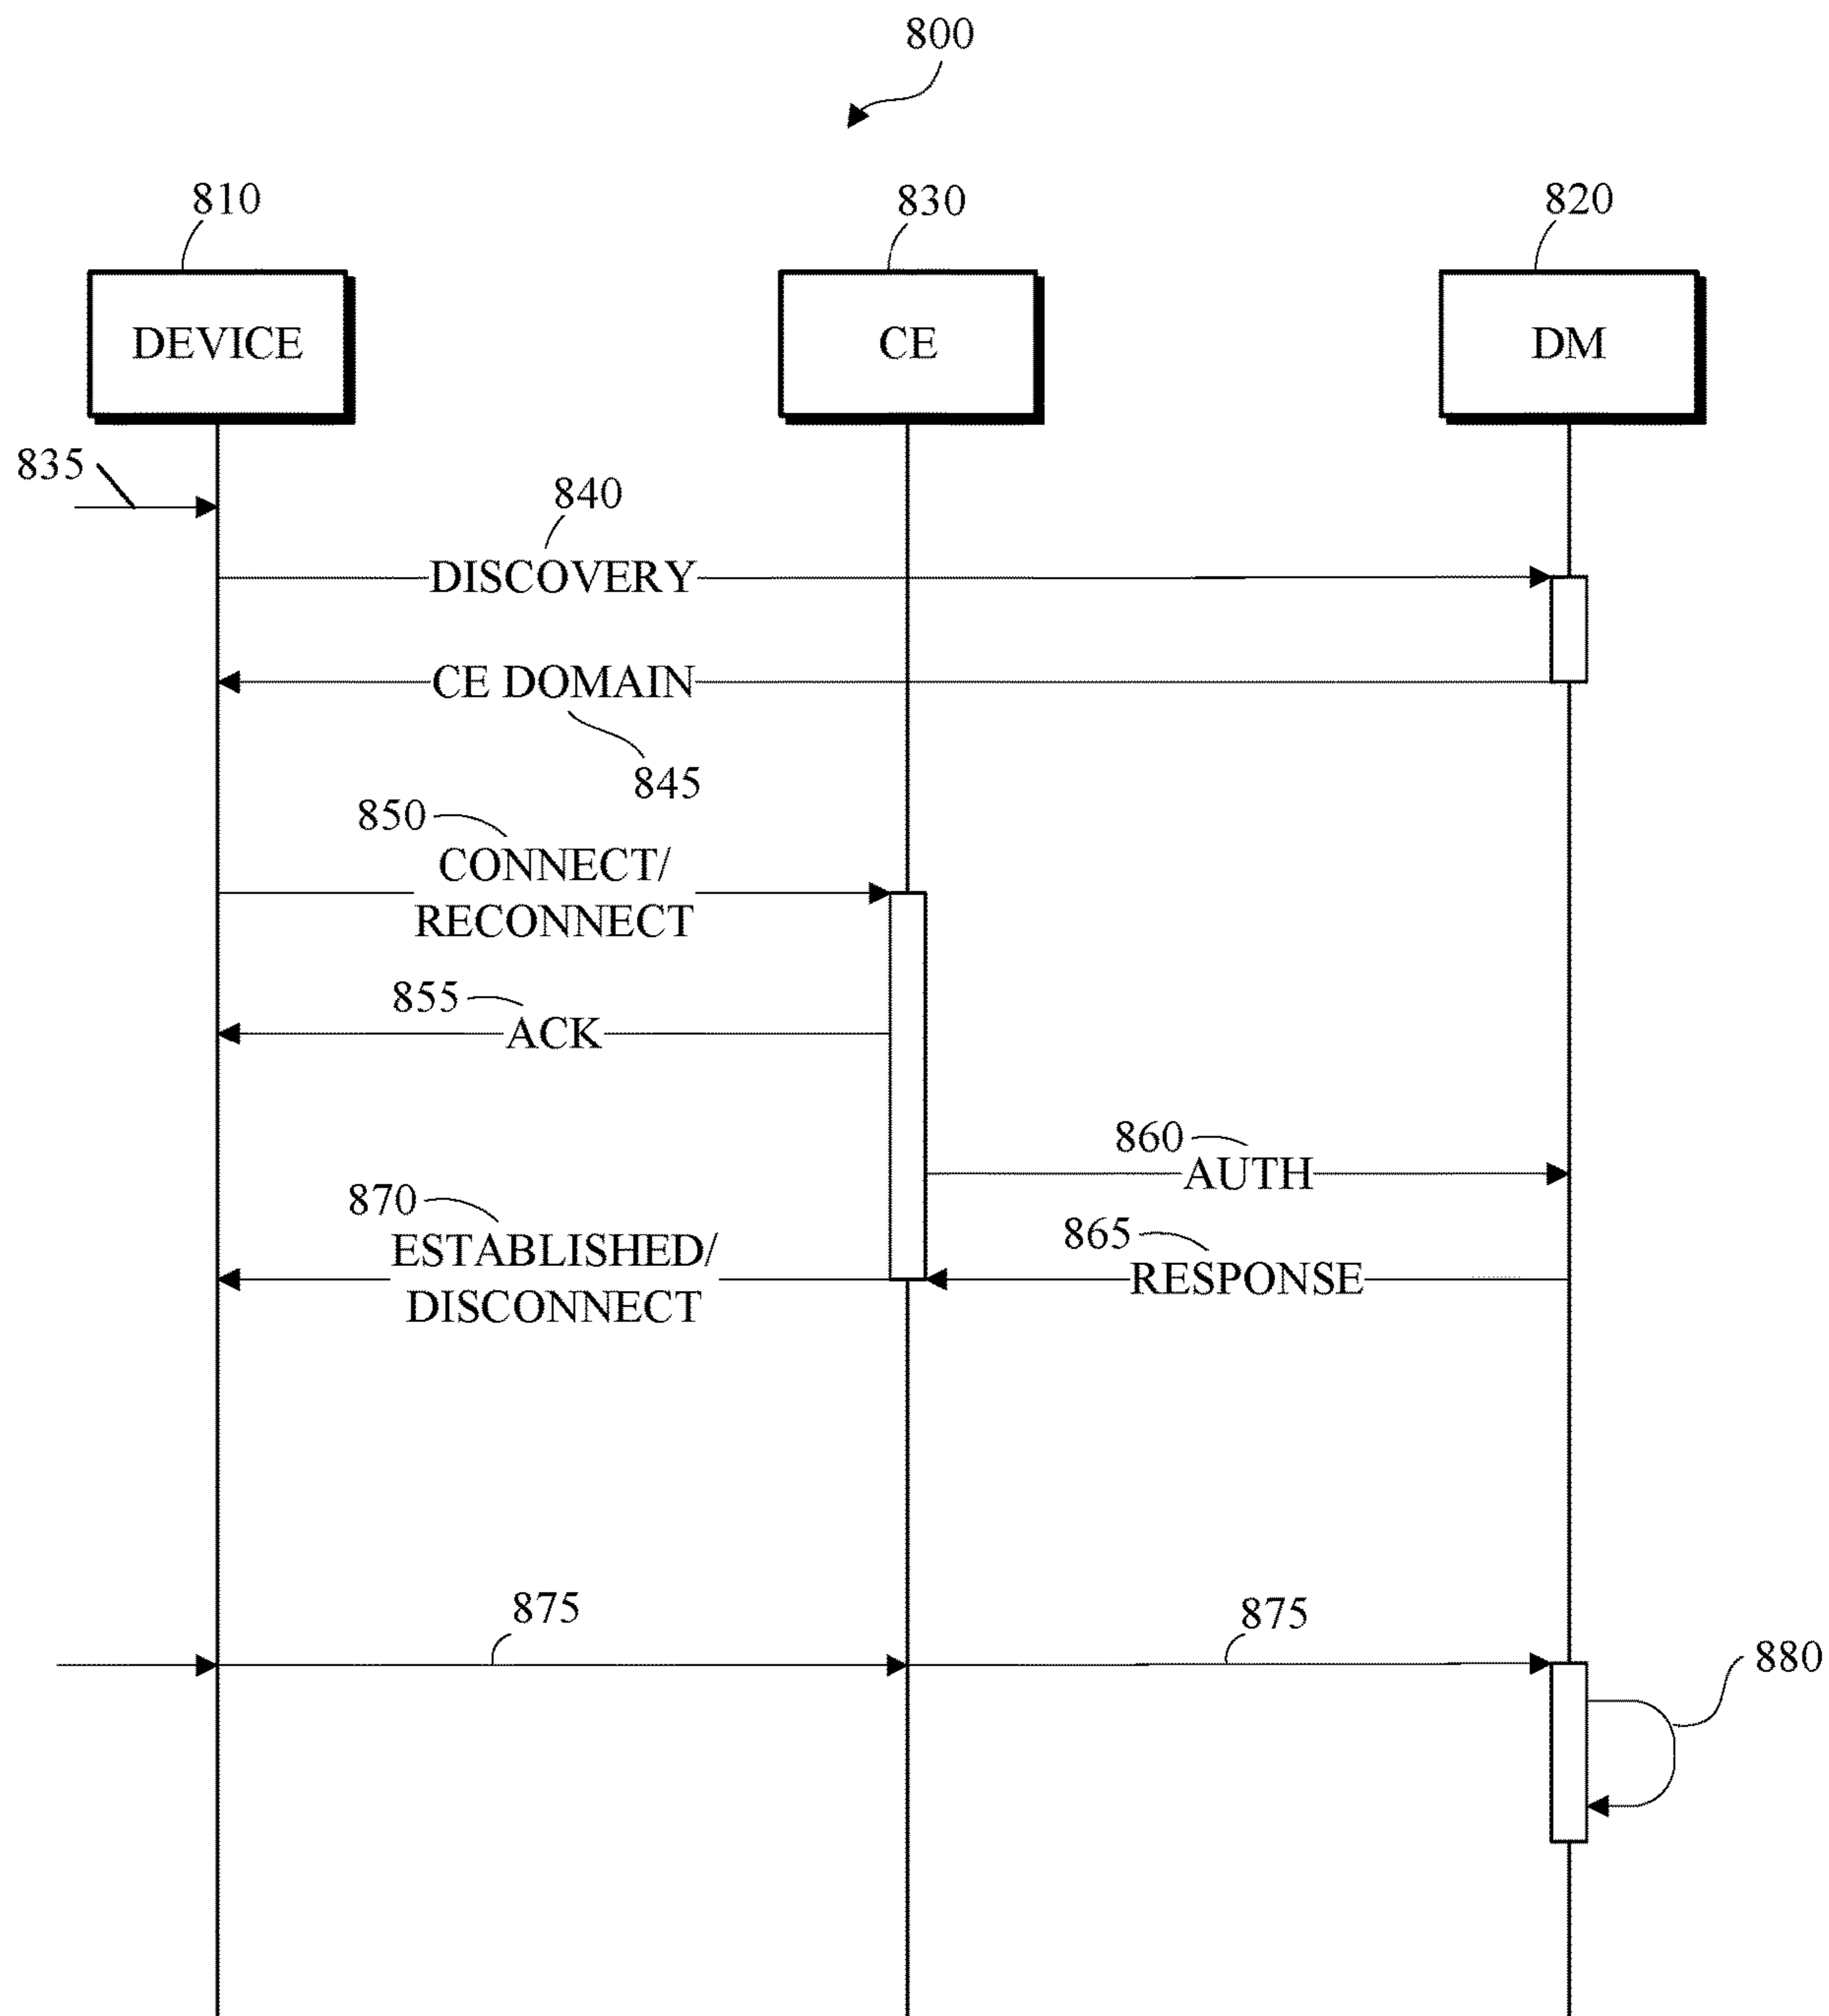 800
810
830
820
DEVICE
CE
DM
835
840
DISCOVERY
CE DOMAIN
845
850
CONNECT/
RECONNECT
855
ACK
860
AUTH
870
865
ESTABLISHED/
DISCONNECT
RESPONSE
875
875
880